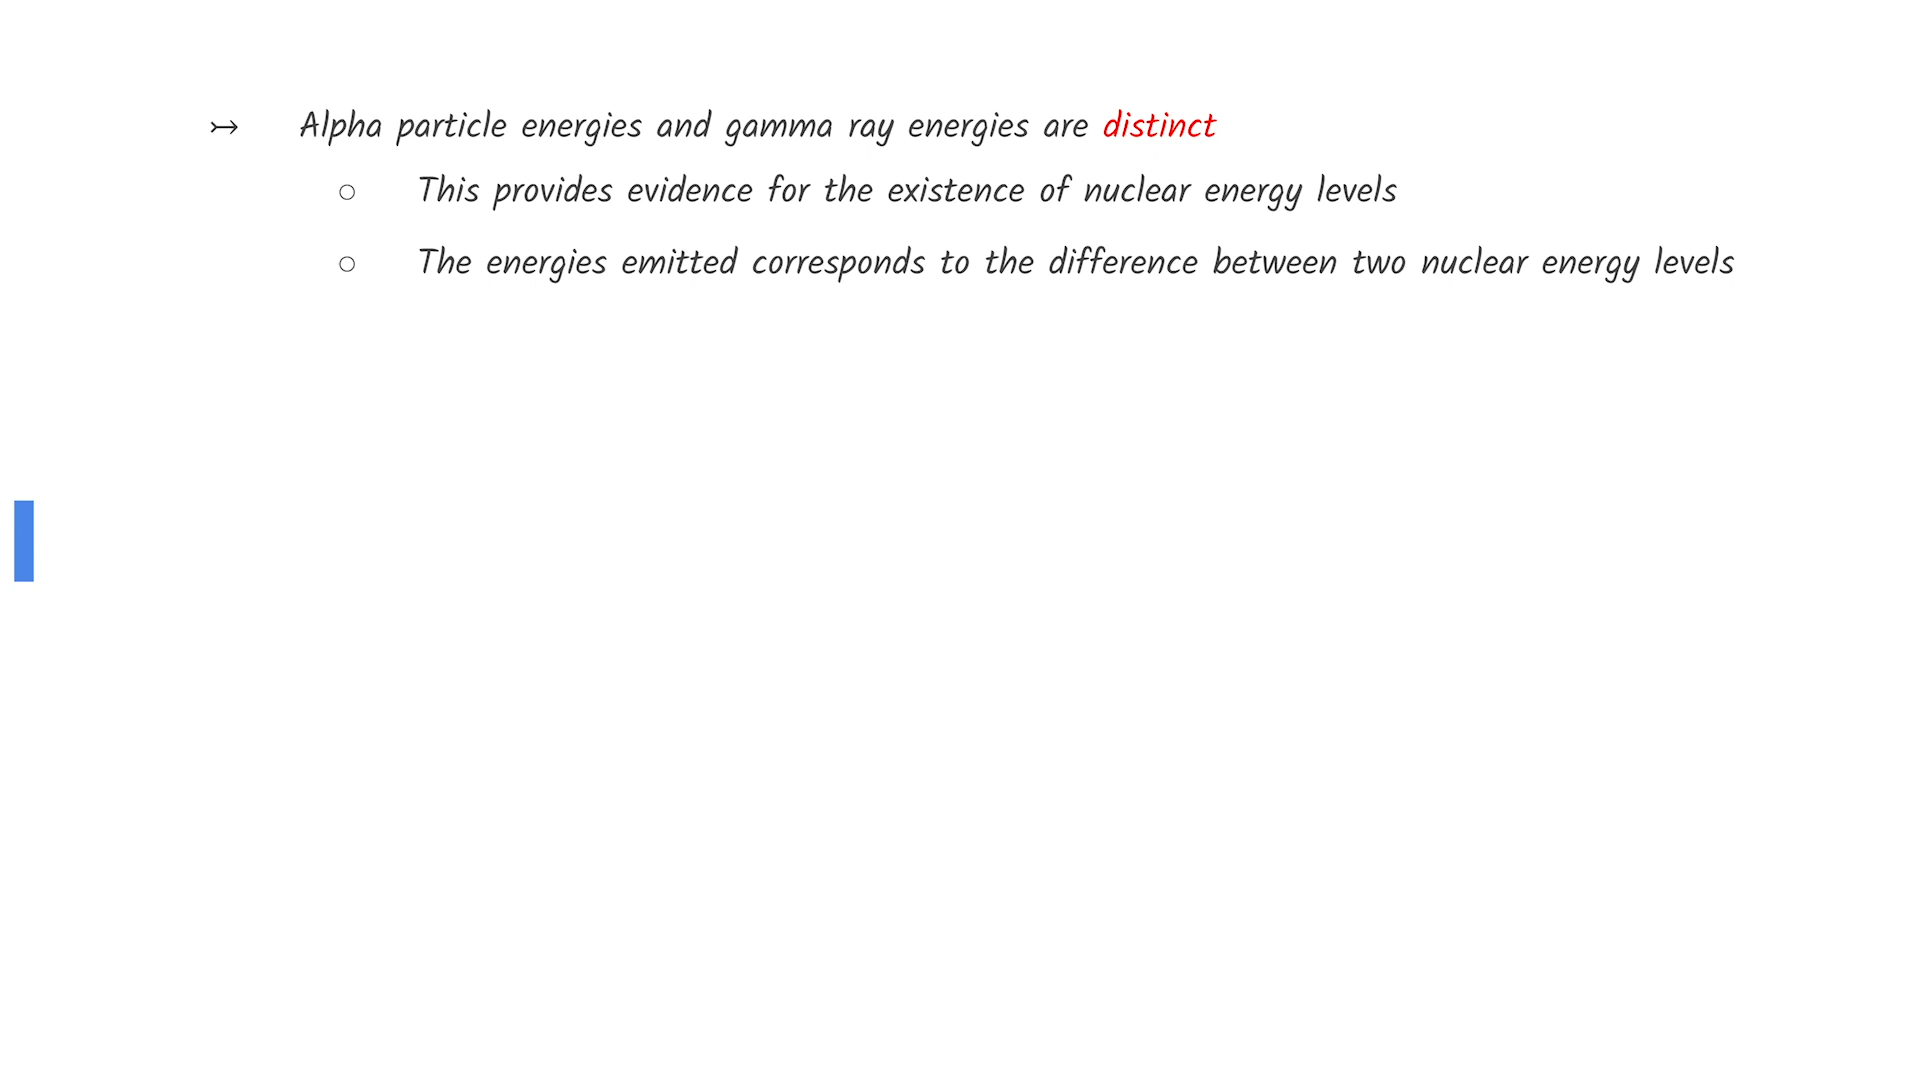 ↣ Alpha particle energies and gamma ray energies are distinct
○ This provides evidence for the existence of nuclear energy levels
○ The energies emitted corresponds to the difference between two nuclear energy levels